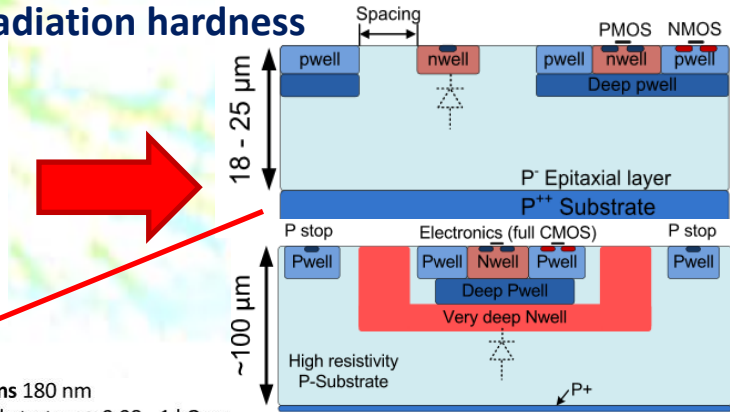 adiation hardness
Spacing
PMOS NMOS
pwell nwell pwell nwell pwell
Deep pwell
18 - 25 µm
P- Epitaxial layer
P++ Substrate
P stop Electronics (full CMOS) P stop
Pwell Pwell Nwell Pwell Pwell
Deep Pwell
Very deep Nwell
~100 µm
High resistivity
P-Substrate
P+
ns 180 nm